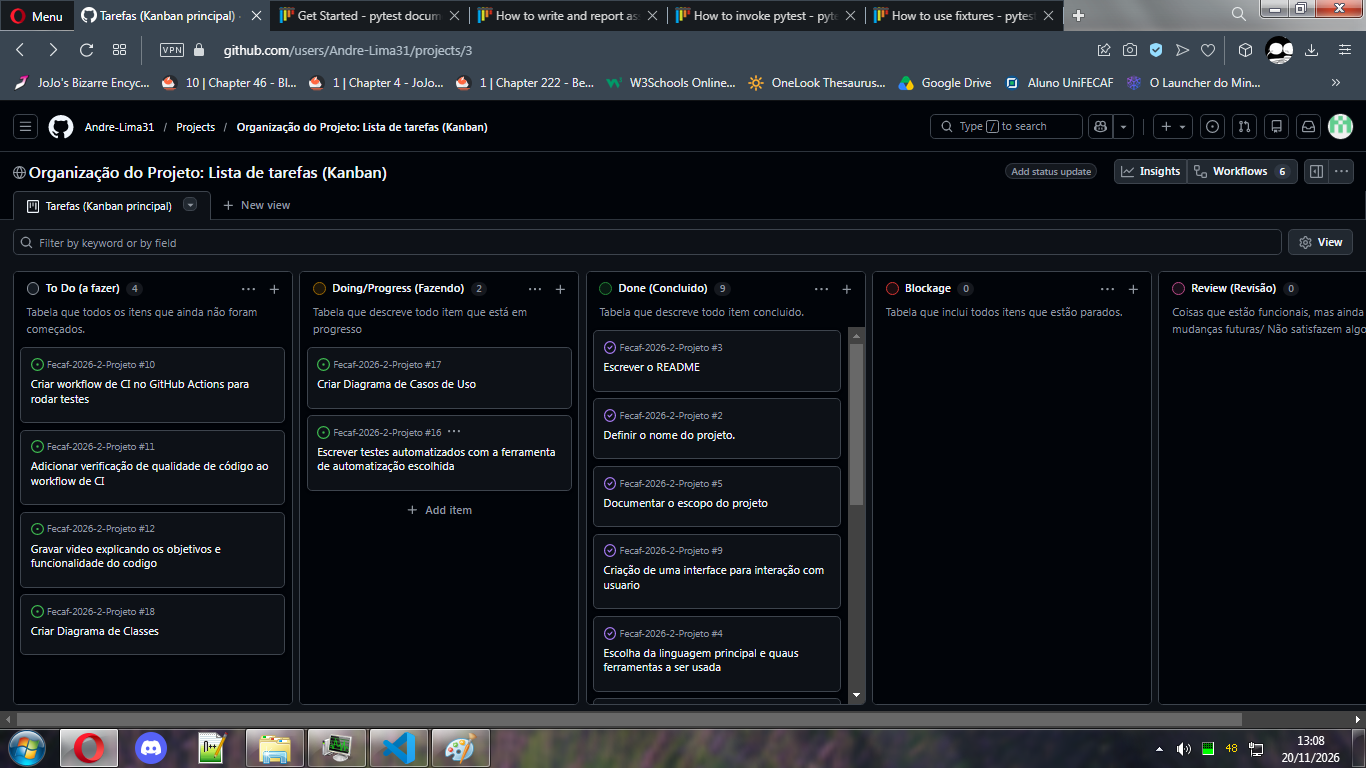 Menu
Tarefas (Kanban principal) ·
Get Started - pytest docum
How to write and report ass
How to invoke pytest - pyte
How to use fixtures - pytest
VPN
github.com/users/Andre-Lima31/projects/3
JoJo's Bizarre Encyc...
10 | Chapter 46 - Bl...
1 | Chapter 4 - JoJo...
1 | Chapter 222 - Be...
W3Schools Online...
OneLook Thesaurus...
Google Drive
Aluno UniFECAF
O Launcher do Min...
Andre-Lima31 / Projects / Organização do Projeto: Lista de tarefas (Kanban)
Type / to search
Organização do Projeto: Lista de tarefas (Kanban)
Add status update
Insights
Workflows 6
Tarefas (Kanban principal)
New view
Filter by keyword or by field
View
To Do (a fazer) 4
Tabela que todos os itens que ainda não foram
começados.
Fecaf-2026-2-Projeto #10
Criar workflow de CI no GitHub Actions para
rodar testes
Fecaf-2026-2-Projeto #11
Adicionar verificação de qualidade de código ao
workflow de CI
Fecaf-2026-2-Projeto #12
Gravar video explicando os objetivos e
funcionalidade do codigo
Fecaf-2026-2-Projeto #18
Criar Diagrama de Classes
Doing/Progress (Fazendo) 2
Tabela que descreve todo item que está em
progresso
Fecaf-2026-2-Projeto #17
Criar Diagrama de Casos de Uso
Fecaf-2026-2-Projeto #16
Escrever testes automatizados com a ferramenta
de automatização escolhida
Add item
Done (Concluido) 9
Tabela que descreve todo item concluido.
Fecaf-2026-2-Projeto #3
Escrever o README
Fecaf-2026-2-Projeto #2
Definir o nome do projeto.
Fecaf-2026-2-Projeto #5
Documentar o escopo do projeto
Fecaf-2026-2-Projeto #9
Criação de uma interface para interação com
usuario
Fecaf-2026-2-Projeto #4
Escolha da linguagem principal e quaus
ferramentas a ser usada
Blockage 0
Tabela que inclui todos itens que estão parados.
Review (Revisão) 0
Coisas que estão funcionais, mas ainda
mudanças futuras/ Não satisfazem algo
48
13:08
20/11/2026